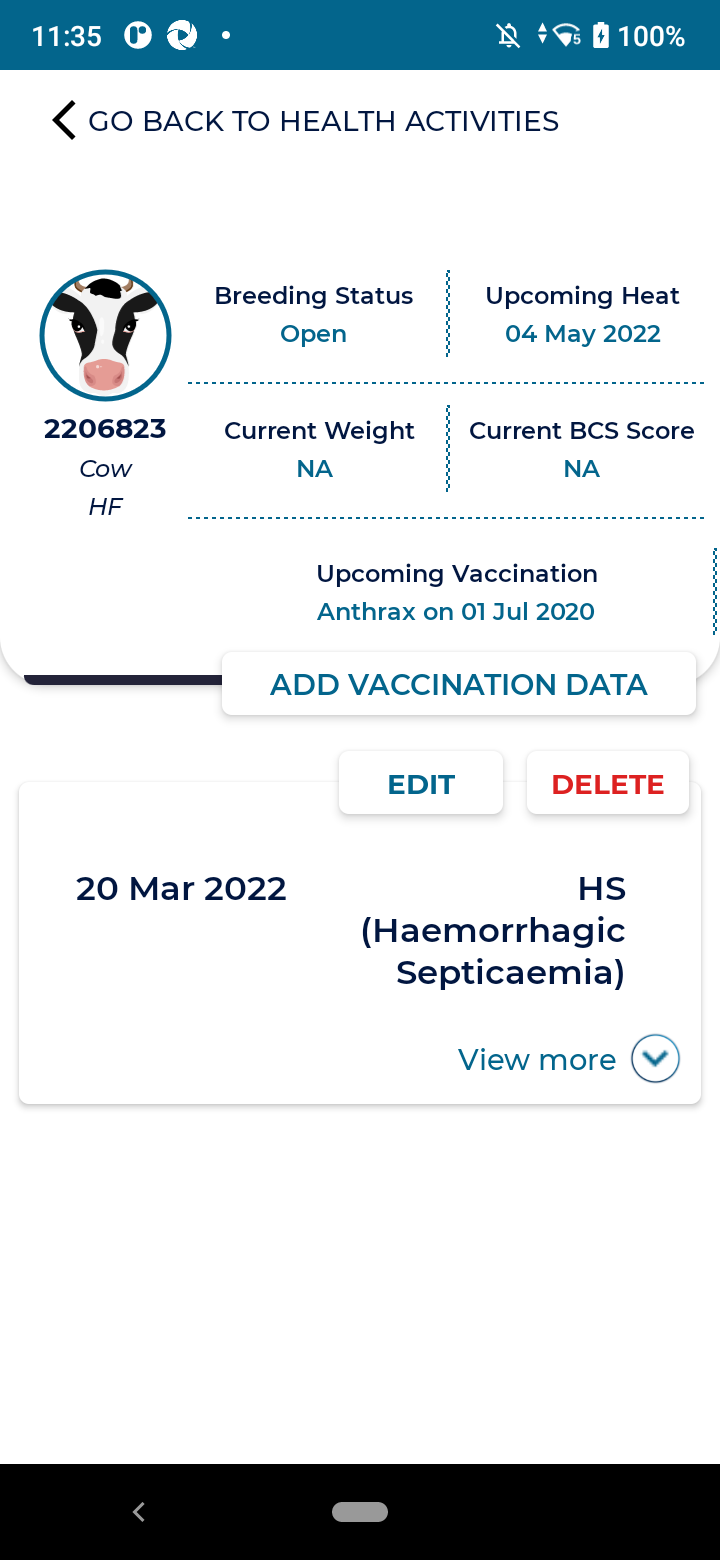 11:35
5 100%
GO BACK TO HEALTH ACTIVITIES
Breeding Status
Open
Upcoming Heat
04 May 2022
2206823
Cow
HF
Current Weight
NA
Current BCS Score
NA
Upcoming Vaccination
Anthrax on 01 Jul 2020
ADD VACCINATION DATA
EDIT
DELETE
20 Mar 2022
HS
(Haemorrhagic
Septicaemia)
View more